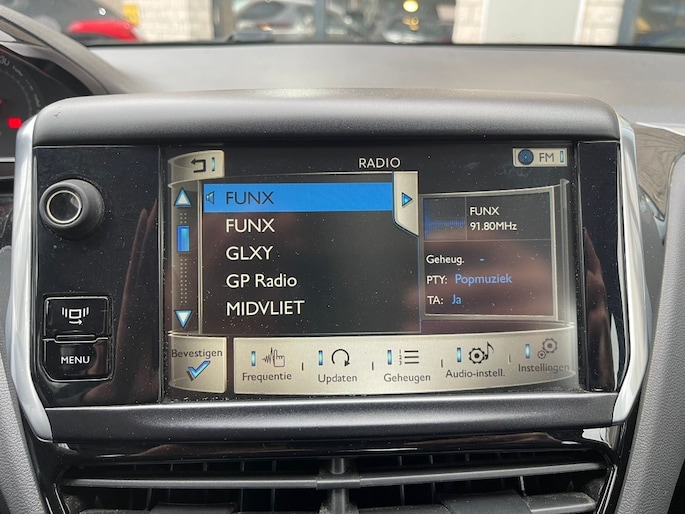 RADIO
FM
FUNX
FUNX
GLXY
GP Radio
MIDVLIET
FUNX
91.80MHz
Geheug. -
PTY: Popmuziek
TA: Ja
Bevestigen
Frequentie
Updaten
Geheugen
Audio-instell.
Instellingen
MENU